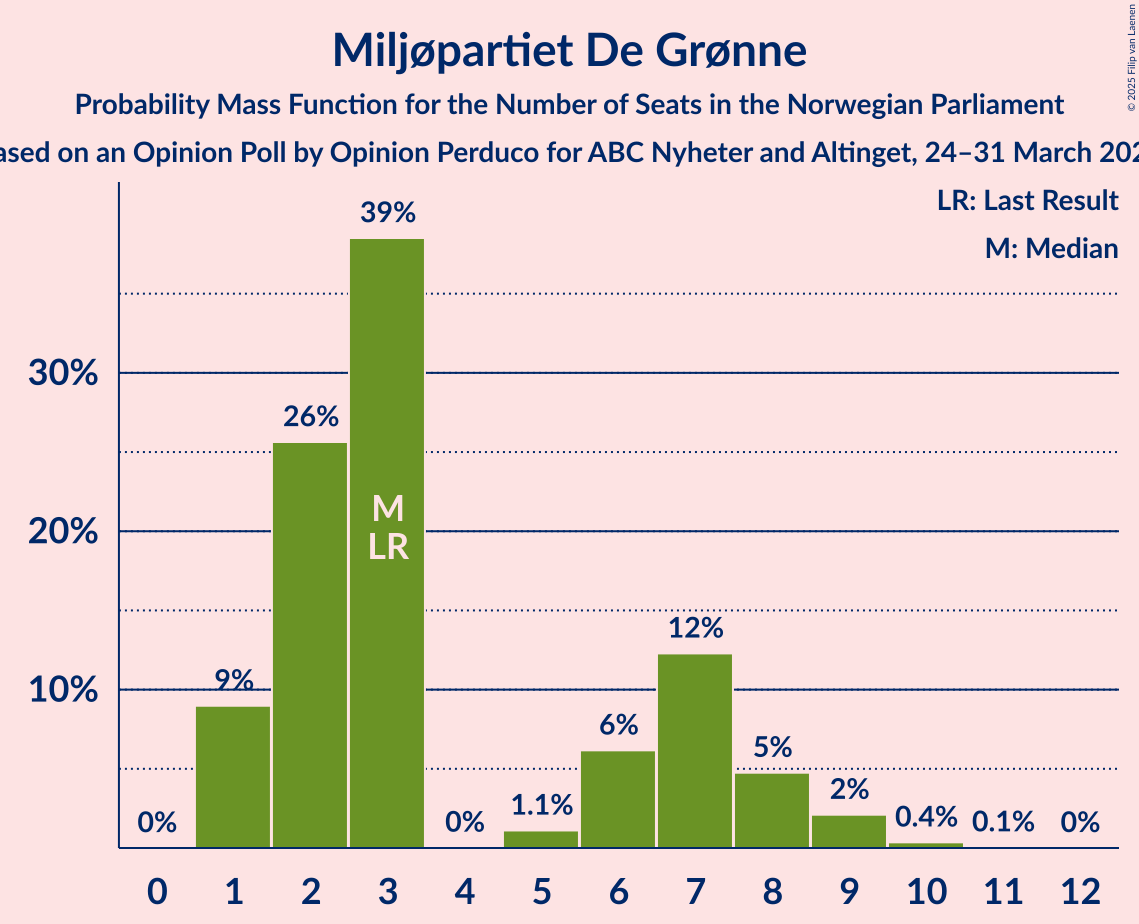 Miljøpartiet De Grønne
Probability Mass Function for the Number of Seats in the Norwegian Parliament
on an Opinion Poll by Opinion Perduco for ABC Nyheter and Altinget, 24–31 March
© 2025 Filip van Laenen
LR: Last Result
M: Median
39%
30%
26%
M
LR
20%
12%
10%
9%
6%
5%
2%
1.1%
0%
0%
0.4%
0.1%
0%
0 1 2 3 4 5 6 7 8 9 10 11 12